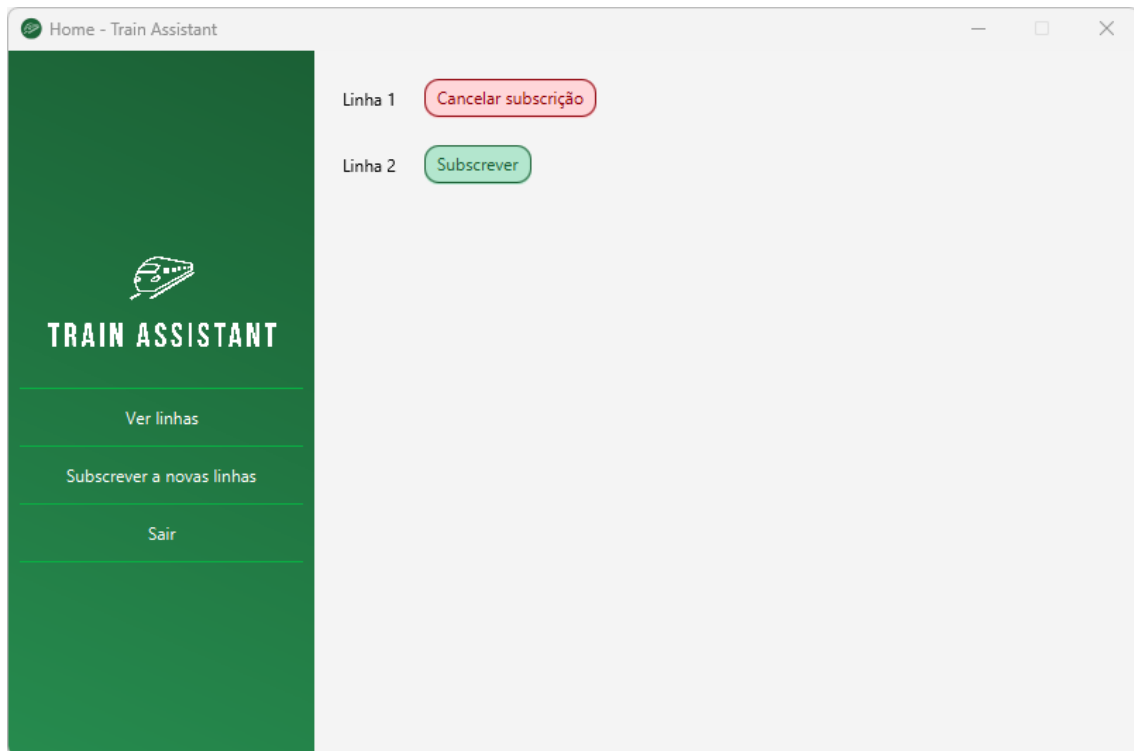 Home - Train Assistant
Linha 1 Cancelar subscrição
Linha 2 Subscrever
TRAIN ASSISTANT
Ver linhas
Subscrever a novas linhas
Sair